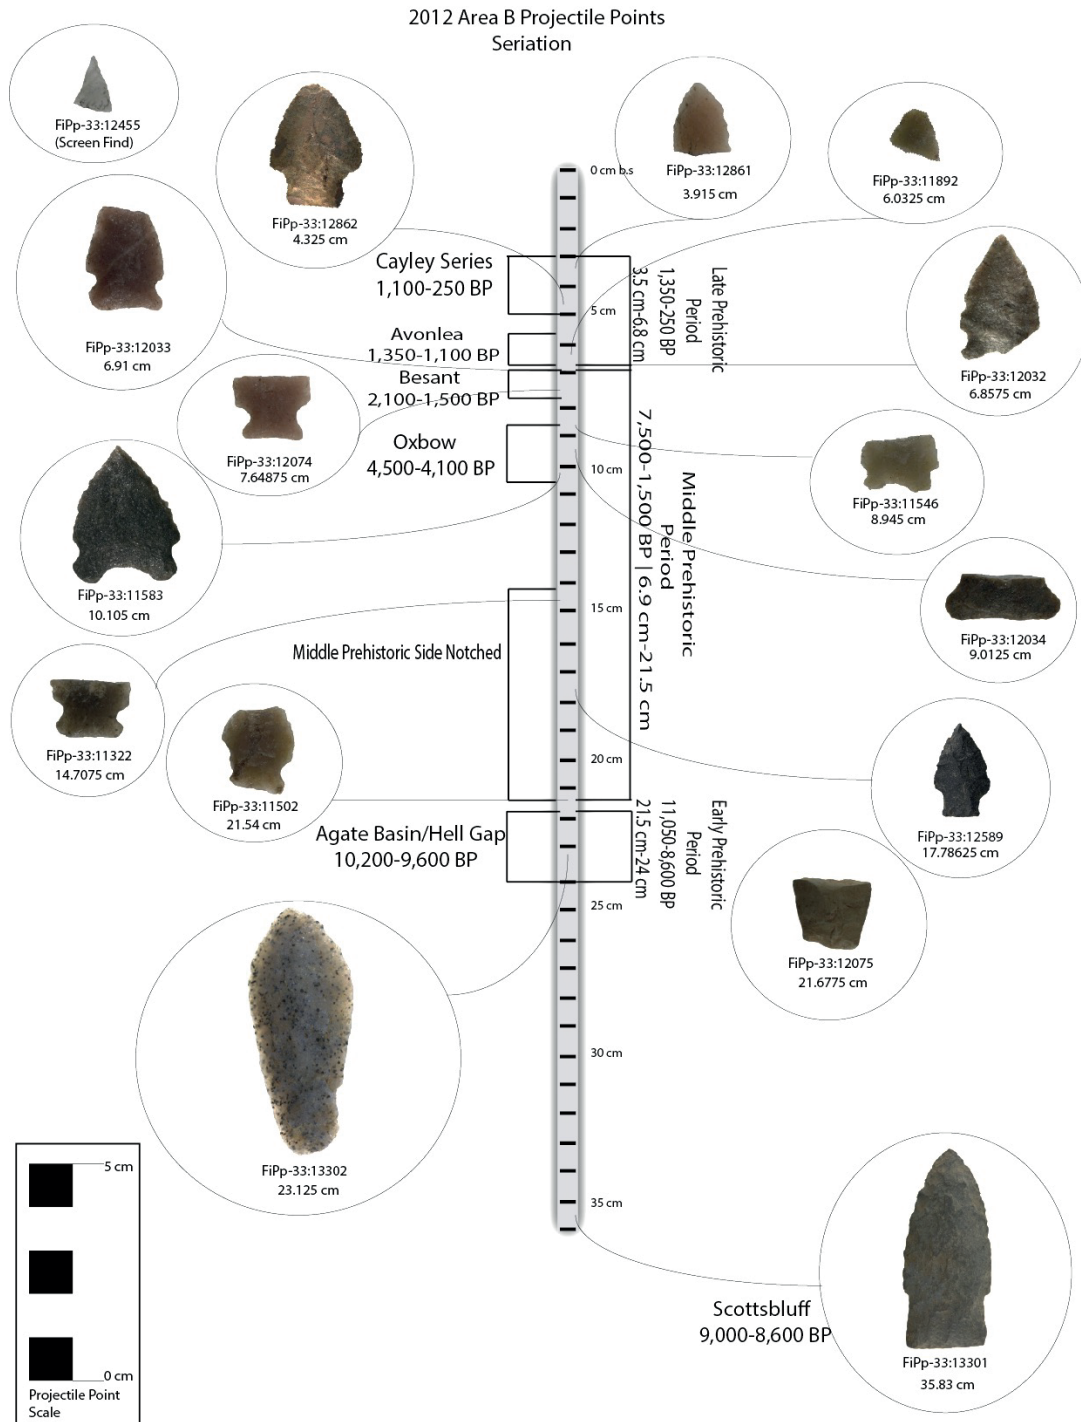 2012 Area B Projectile Points
Seriation
FiPp-33:12455
(Screen Find)
FiPp-33:12862
4.325 cm
FiPp-33:12861
3.915 cm
FiPp-33:11892
6.0325 cm
0 cm b.s
FiPp-33:12033
6.91 cm
Cayley Series
1,100-250 BP
5 cm
Late Prehistoric
Period
1,350-250 BP
3.5 cm-6.8 cm
FiPp-33:12032
6.8575 cm
Avonlea
1,350-1,100 BP
Besant
2,100-1,500 BP
FiPp-33:12074
7.64875 cm
Oxbow
4,500-4,100 BP
10 cm
Middle Prehistoric
Period
7,500-1,500 BP | 6.9 cm-21.5 cm
FiPp-33:11546
8.945 cm
FiPp-33:11583
10.105 cm
FiPp-33:12034
9.0125 cm
15 cm
Middle Prehistoric Side Notched
FiPp-33:11322
14.7075 cm
FiPp-33:11502
21.54 cm
20 cm
FiPp-33:12589
17.78625 cm
Agate Basin/Hell Gap
10,200-9,600 BP
Early Prehistoric
Period
11,050-8,600 BP
21.5 cm-24 cm
25 cm
FiPp-33:12075
21.6775 cm
30 cm
FiPp-33:13302
23.125 cm
35 cm
5 cm
0 cm
Projectile Point
Scale
Scottsbluff
9,000-8,600 BP
FiPp-33:13301
35.83 cm